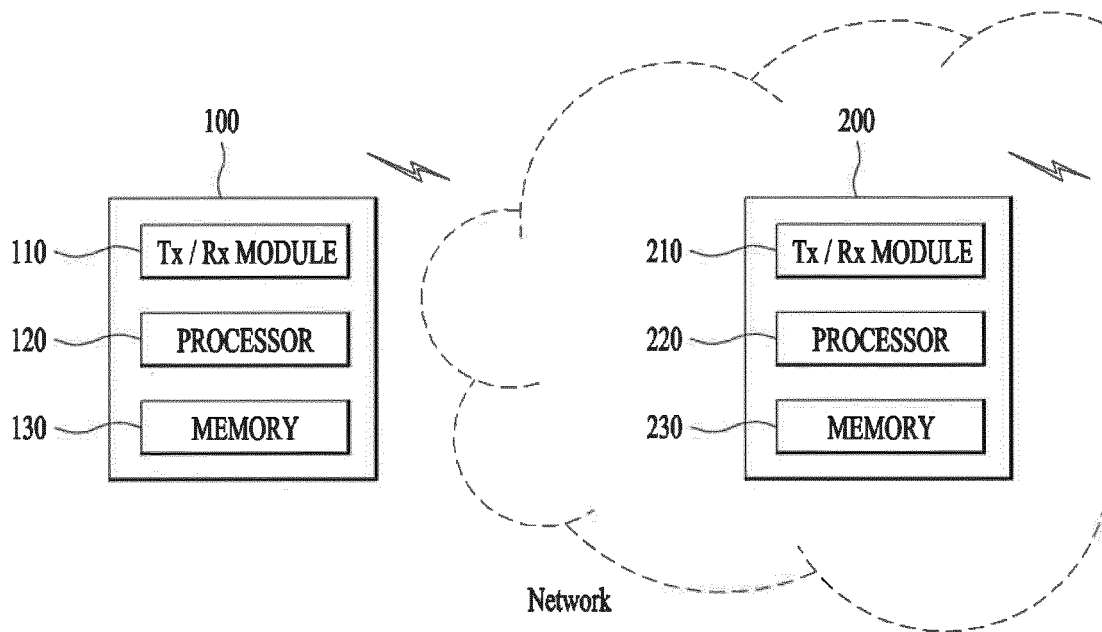 100
200
110
Tx / Rx MODULE
120
PROCESSOR
130
MEMORY
210
Tx / Rx MODULE
220
PROCESSOR
230
MEMORY
Network